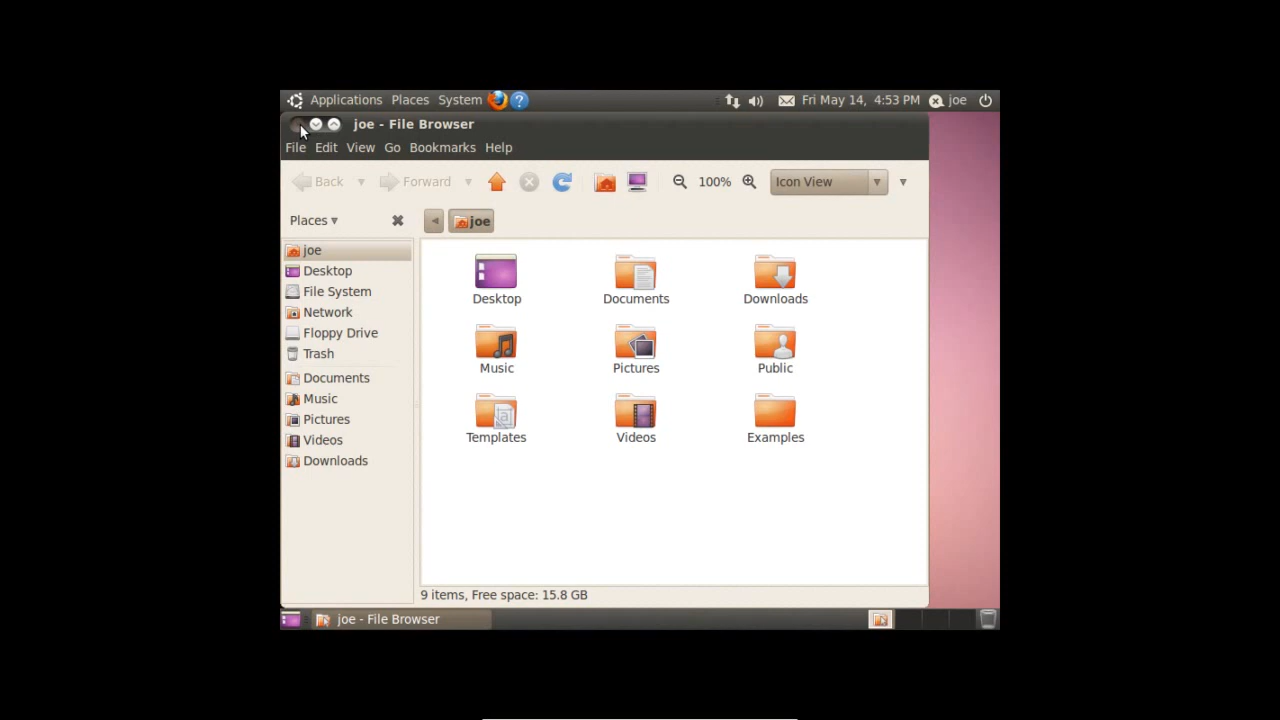 Applications Places System ? Fri May 14, 4:53 PM joe
joe - File Browser
File Edit View Go Bookmarks Help
Back Forward 100% Icon View
Places joe
joe
Desktop
File System
Network
Floppy Drive
Trash
Documents
Music
Pictures
Videos
Downloads
Desktop Documents Downloads
Music Pictures Public
Templates Videos Examples
9 items, Free space: 15.8 GB
joe - File Browser